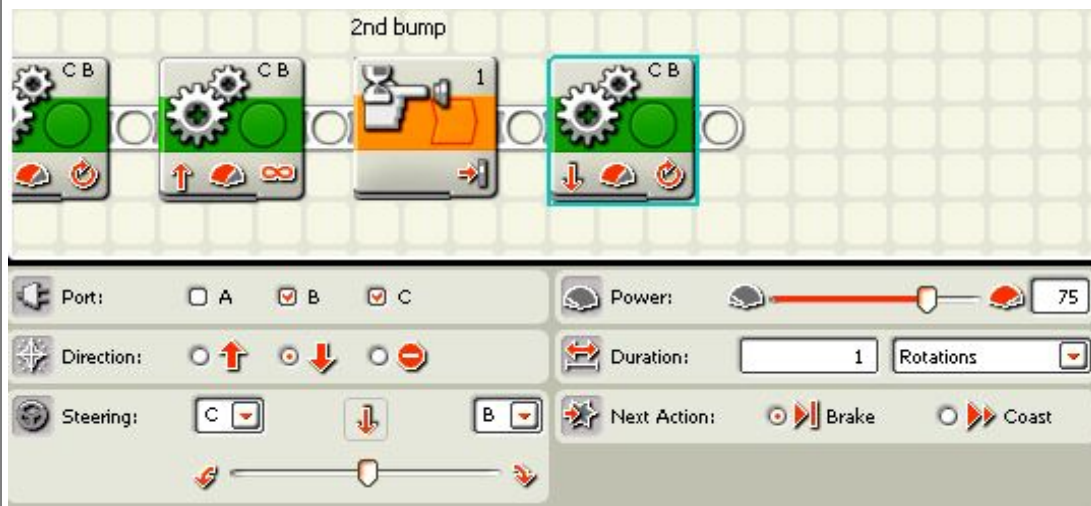 2nd bump
C B
C B
1
C B
Port:
A
B
C
Power:
75
Direction:
Duration:
1
Rotations
Steering:
C
B
Next Action:
Brake
Coast